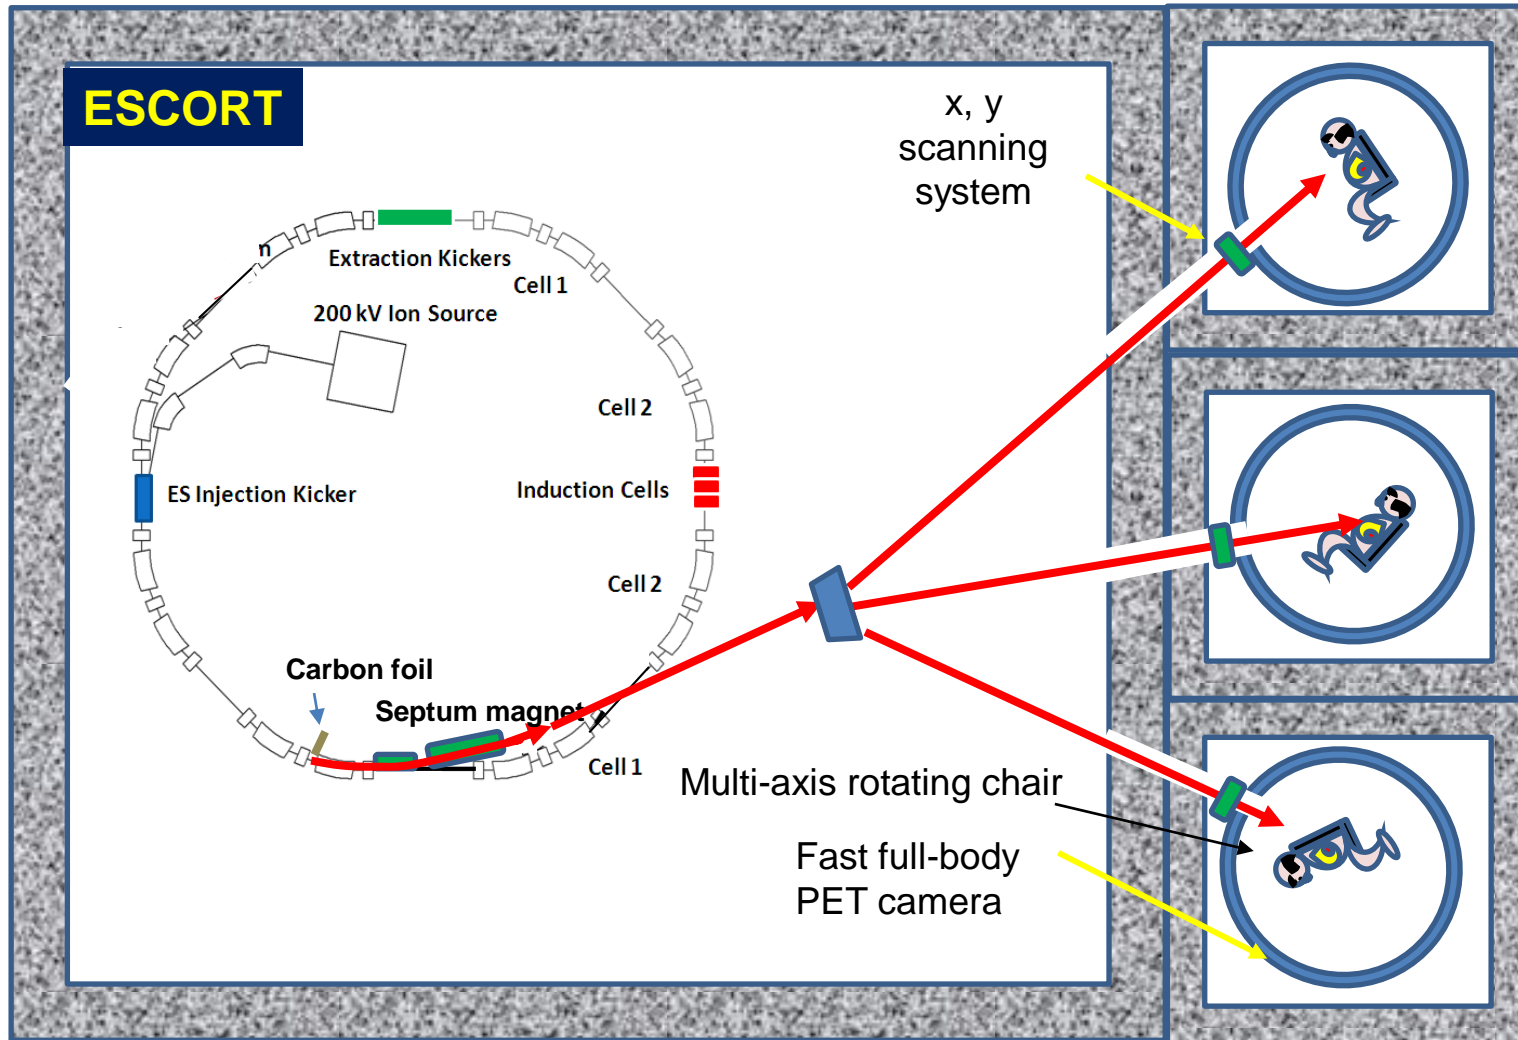 ESCORT
x, y
scanning
system
n
Extraction Kickers
Cell 1
200 kV Ion Source
Cell 2
ES Injection Kicker
Induction Cells
Cell 2
Carbon foil
Septum magnet
Cell 1
Multi-axis rotating chair
Fast full-body
PET camera